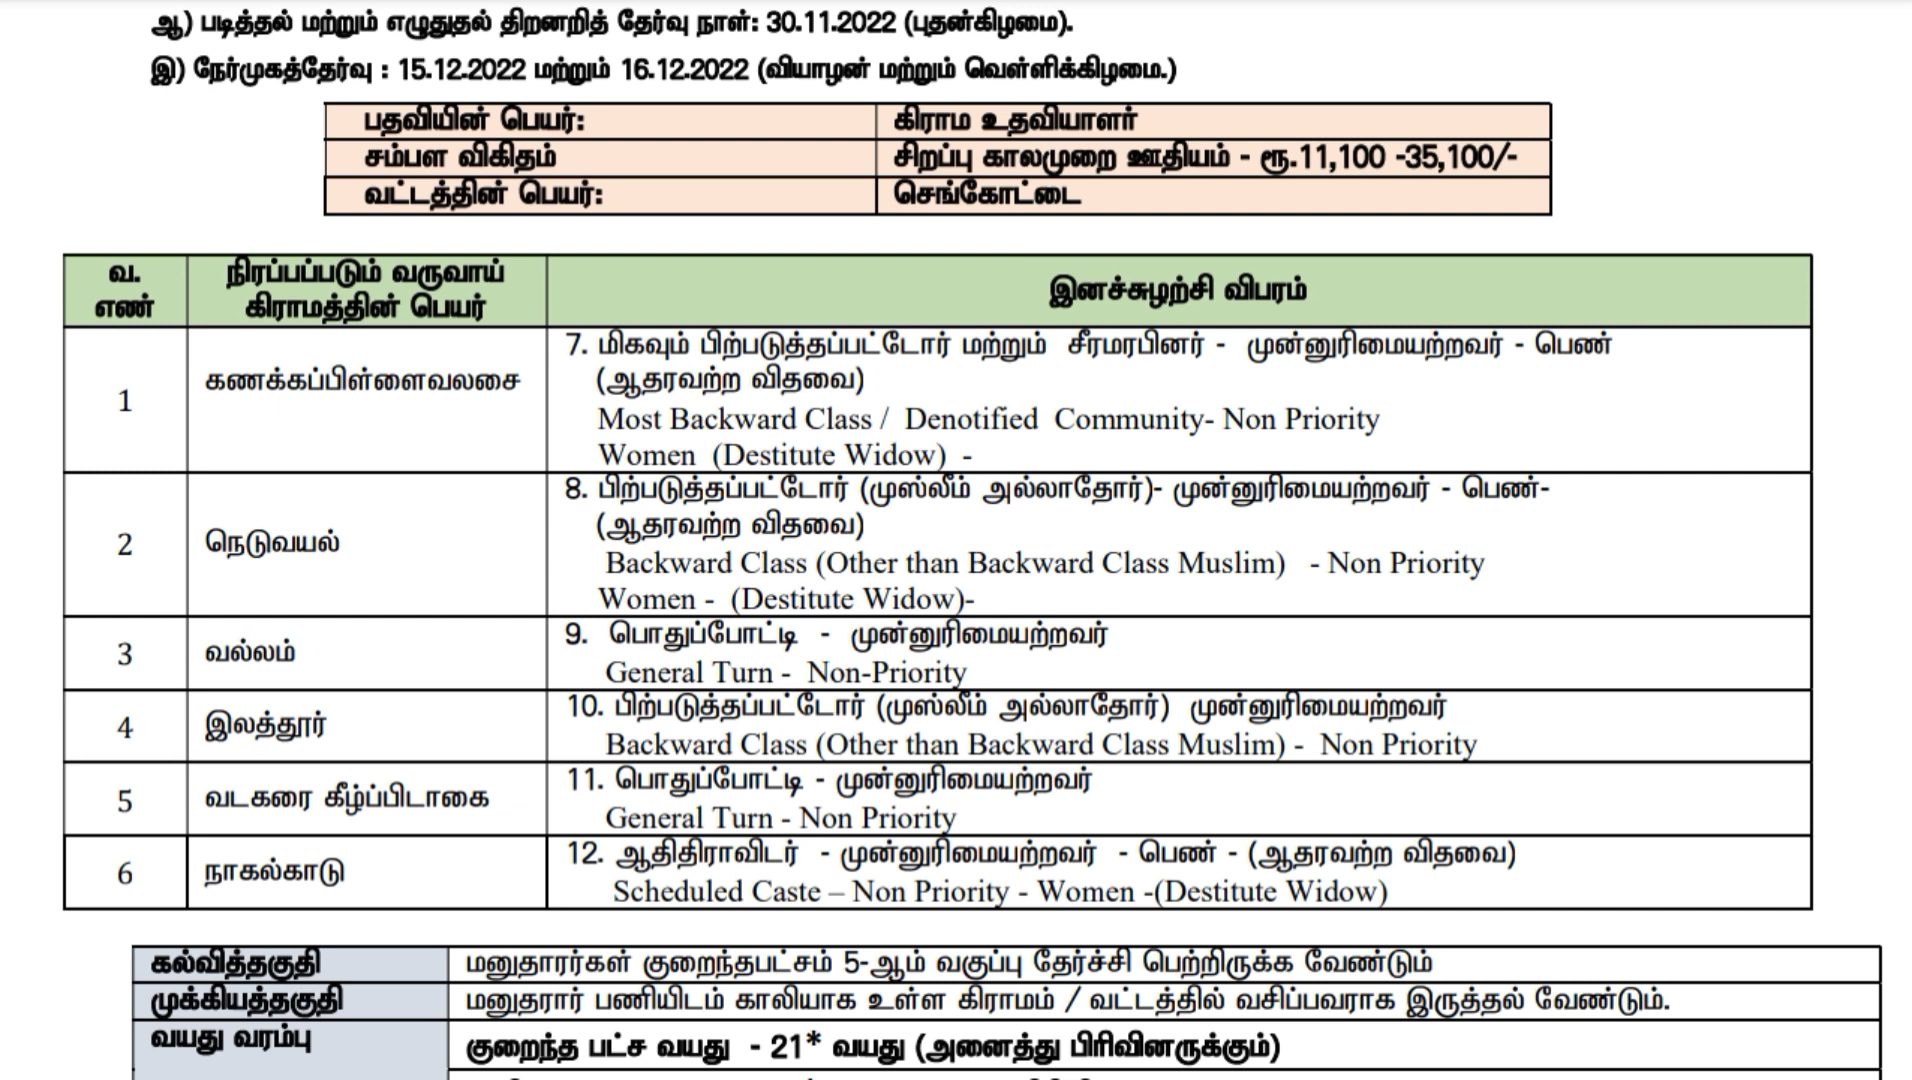 ஆ) படித்தல் மற்றும் எழுதுதல் திறனறித் தேர்வு நாள்: 30.11.2022 (புதன்கிழமை).
இ) நேர்முகத்தேர்வு : 15.12.2022 மற்றும் 16.12.2022 (வியாழன் மற்றும் வெள்ளிக்கிழமை.)
பதவியின் பெயர்: கிராம உதவியாளர்
சம்பள விகிதம் சிறப்பு காலமுறை ஊதியம் - ரூ.11,100 -35,100/-
வட்டத்தின் பெயர்: செங்கோட்டை
வ. எண் நிரப்பப்படும் வருவாய் கிராமத்தின் பெயர் இனச்சுழற்சி விபரம்
1 கணக்கப்பிள்ளைவலசை 7. மிகவும் பிற்படுத்தப்பட்டோர் மற்றும் சீரமரபினர் - முன்னுரிமையற்றவர் - பெண்
(ஆதரவற்ற விதவை)
Most Backward Class / Denotified Community- Non Priority
Women (Destitute Widow) -
2 நெடுவயல் 8. பிற்படுத்தப்பட்டோர் (முஸ்லீம் அல்லாதோர்)- முன்னுரிமையற்றவர் - பெண்-
(ஆதரவற்ற விதவை)
Backward Class (Other than Backward Class Muslim) - Non Priority
Women - (Destitute Widow)-
3 வல்லம் 9. பொதுப்போட்டி - முன்னுரிமையற்றவர்
General Turn - Non-Priority
4 இலத்தூர் 10. பிற்படுத்தப்பட்டோர் (முஸ்லீம் அல்லாதோர்) முன்னுரிமையற்றவர்
Backward Class (Other than Backward Class Muslim) - Non Priority
5 வடகரை கீழ்ப்பிடாகை 11. பொதுப்போட்டி - முன்னுரிமையற்றவர்
General Turn - Non Priority
6 நாகல்காடு 12. ஆதிதிராவிடர் - முன்னுரிமையற்றவர் - பெண் - (ஆதரவற்ற விதவை)
Scheduled Caste – Non Priority - Women -(Destitute Widow)
கல்வித்தகுதி மனுதாரர்கள் குறைந்தபட்சம் 5-ஆம் வகுப்பு தேர்ச்சி பெற்றிருக்க வேண்டும்
முக்கியத்தகுதி மனுதரார் பணியிடம் காலியாக உள்ள கிராமம் / வட்டத்தில் வசிப்பவராக இருத்தல் வேண்டும்.
வயது வரம்பு குறைந்த பட்ச வயது - 21* வயது (அனைத்து பிரிவினருக்கும்)